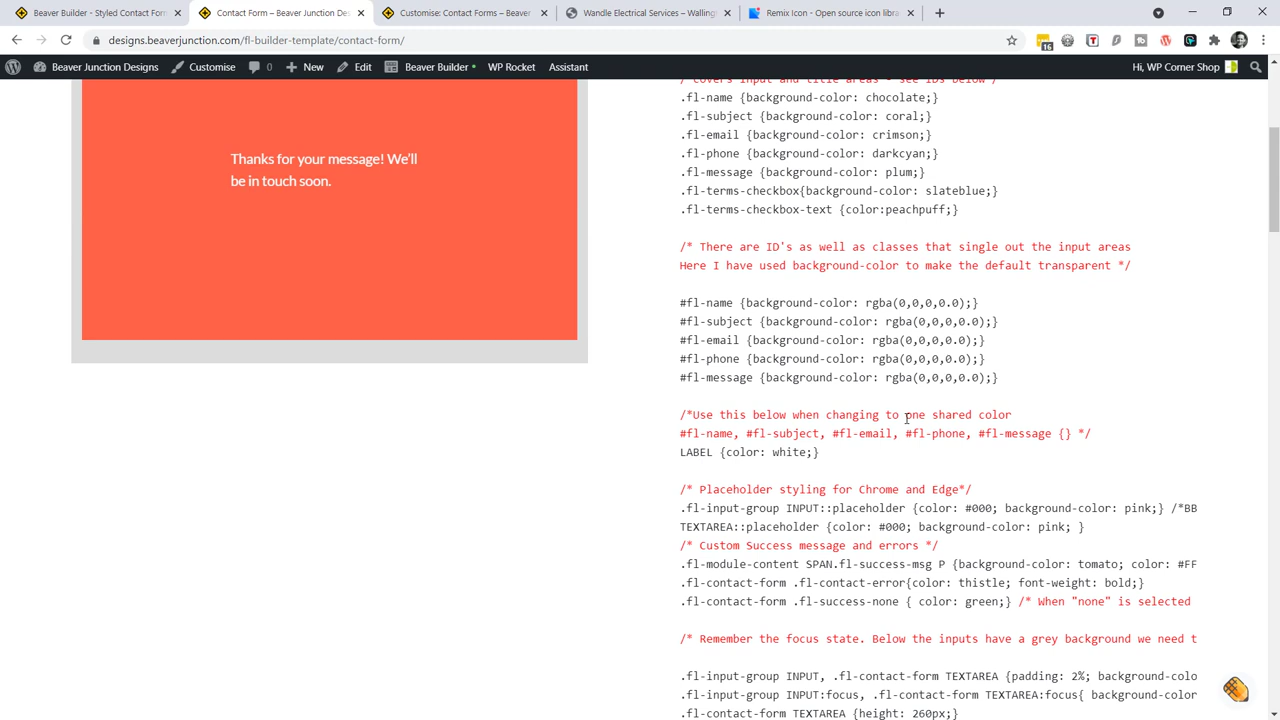 Beaver Builder - Styled Contact F
Contact Form – Beaver Junction De
Customise: Contact Forms – Beaver
Wandle Electrical Services – Walling
Remix Icon - Open source icon libra
designs.beaverjunction.com/fl-builder-template/contact-form/
16
Beaver Junction Designs Customise 0 New Edit Beaver Builder WP Rocket Assistant Hi, WP Corner Shop
Thanks for your message! We'll
be in touch soon.
/ Covers input and title areas - see IDs below /
.fl-name {background-color: chocolate;}
.fl-subject {background-color: coral;}
.fl-email {background-color: crimson;}
.fl-phone {background-color: darkcyan;}
.fl-message {background-color: plum;}
.fl-terms-checkbox{background-color: slateblue;}
.fl-terms-checkbox-text {color:peachpuff;}
/* There are ID's as well as classes that single out the input areas
Here I have used background-color to make the default transparent */
#fl-name {background-color: rgba(0,0,0,0.0);}
#fl-subject {background-color: rgba(0,0,0,0.0);}
#fl-email {background-color: rgba(0,0,0,0.0);}
#fl-phone {background-color: rgba(0,0,0,0.0);}
#fl-message {background-color: rgba(0,0,0,0.0);}
/*Use this below when changing to one shared color
#fl-name, #fl-subject, #fl-email, #fl-phone, #fl-message {} */
LABEL {color: white;}
/* Placeholder styling for Chrome and Edge*/
.fl-input-group INPUT::placeholder {color: #000; background-color: pink;} /*BB
TEXTAREA::placeholder {color: #000; background-color: pink; }
/* Custom Success message and errors */
.fl-module-content SPAN.fl-success-msg P {background-color: tomato; color: #FF
.fl-contact-form .fl-contact-error{color: thistle; font-weight: bold;}
.fl-contact-form .fl-success-none { color: green;} /* When "none" is selected
/* Remember the focus state. Below the inputs have a grey background we need t
.fl-input-group INPUT, .fl-contact-form TEXTAREA {padding: 2%; background-colo
.fl-input-group INPUT:focus, .fl-contact-form TEXTAREA:focus{ background-color
.fl-contact-form TEXTAREA {height: 260px;}